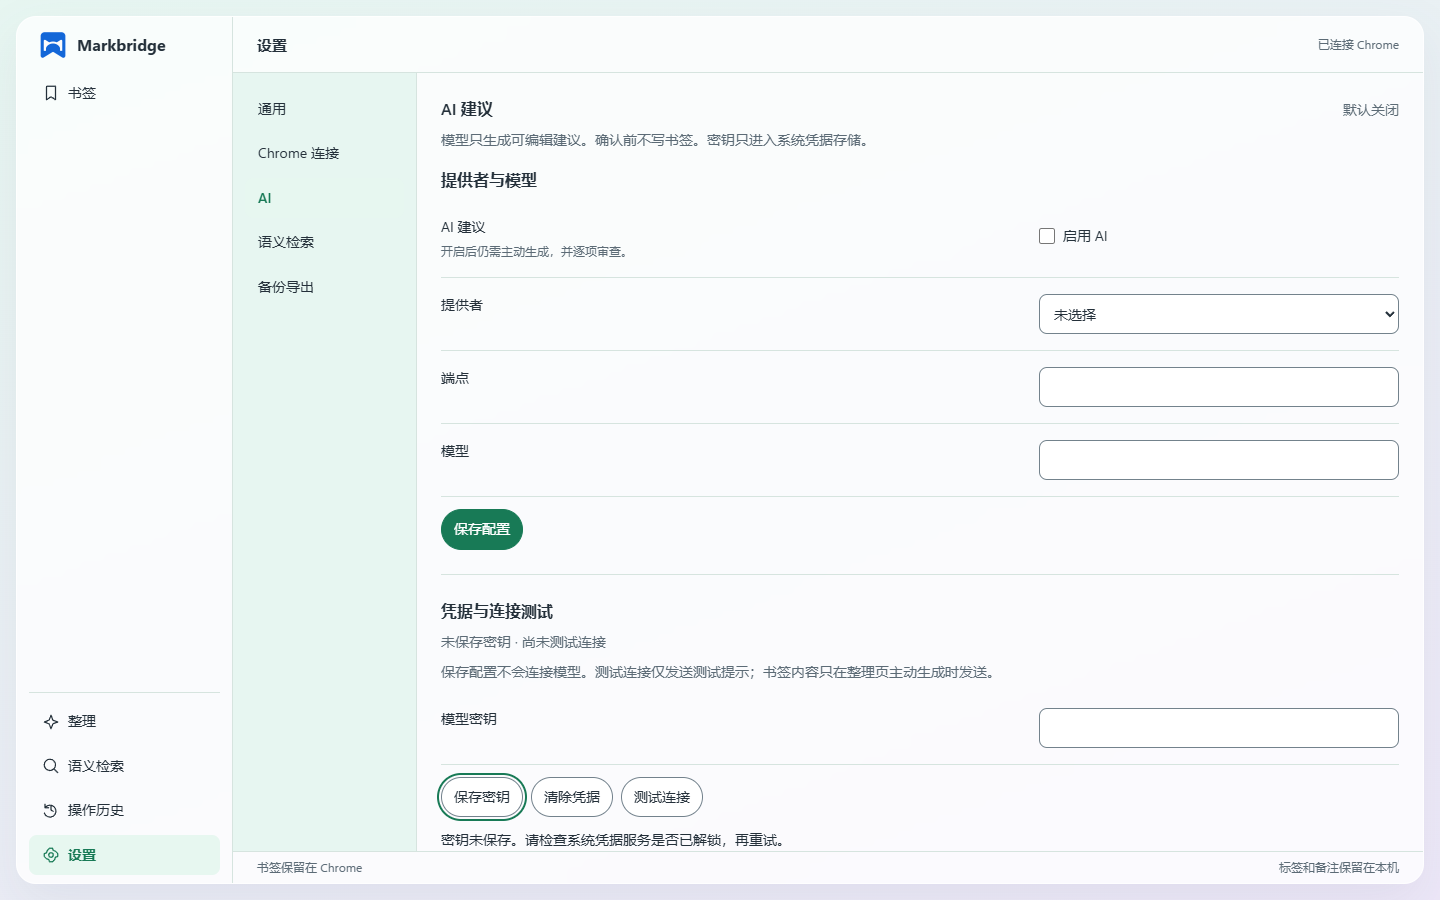 Markbridge
书签
整理
语义检索
操作历史
设置
设置
已连接 Chrome
通用
Chrome 连接
AI
语义检索
备份导出
AI 建议
默认关闭
模型只生成可编辑建议。确认前不写书签。密钥只进入系统凭据存储。
提供者与模型
AI 建议
开启后仍需主动生成，并逐项审查。
启用 AI
提供者
未选择
端点
模型
保存配置
凭据与连接测试
未保存密钥 · 尚未测试连接
保存配置不会连接模型。测试连接仅发送测试提示；书签内容只在整理页主动生成时发送。
模型密钥
保存密钥
清除凭据
测试连接
密钥未保存。请检查系统凭据服务是否已解锁，再重试。
书签保留在 Chrome
标签和备注保留在本机